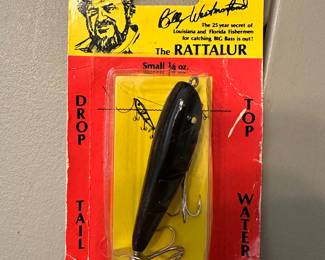 Billy Westmoreland
The 25 year secret of
Louisiana and Florida Fishermen
for catching BIG Bass is out!
The RATTALUR
Small ¾ oz.
DROP
TAIL
TOP
WATER